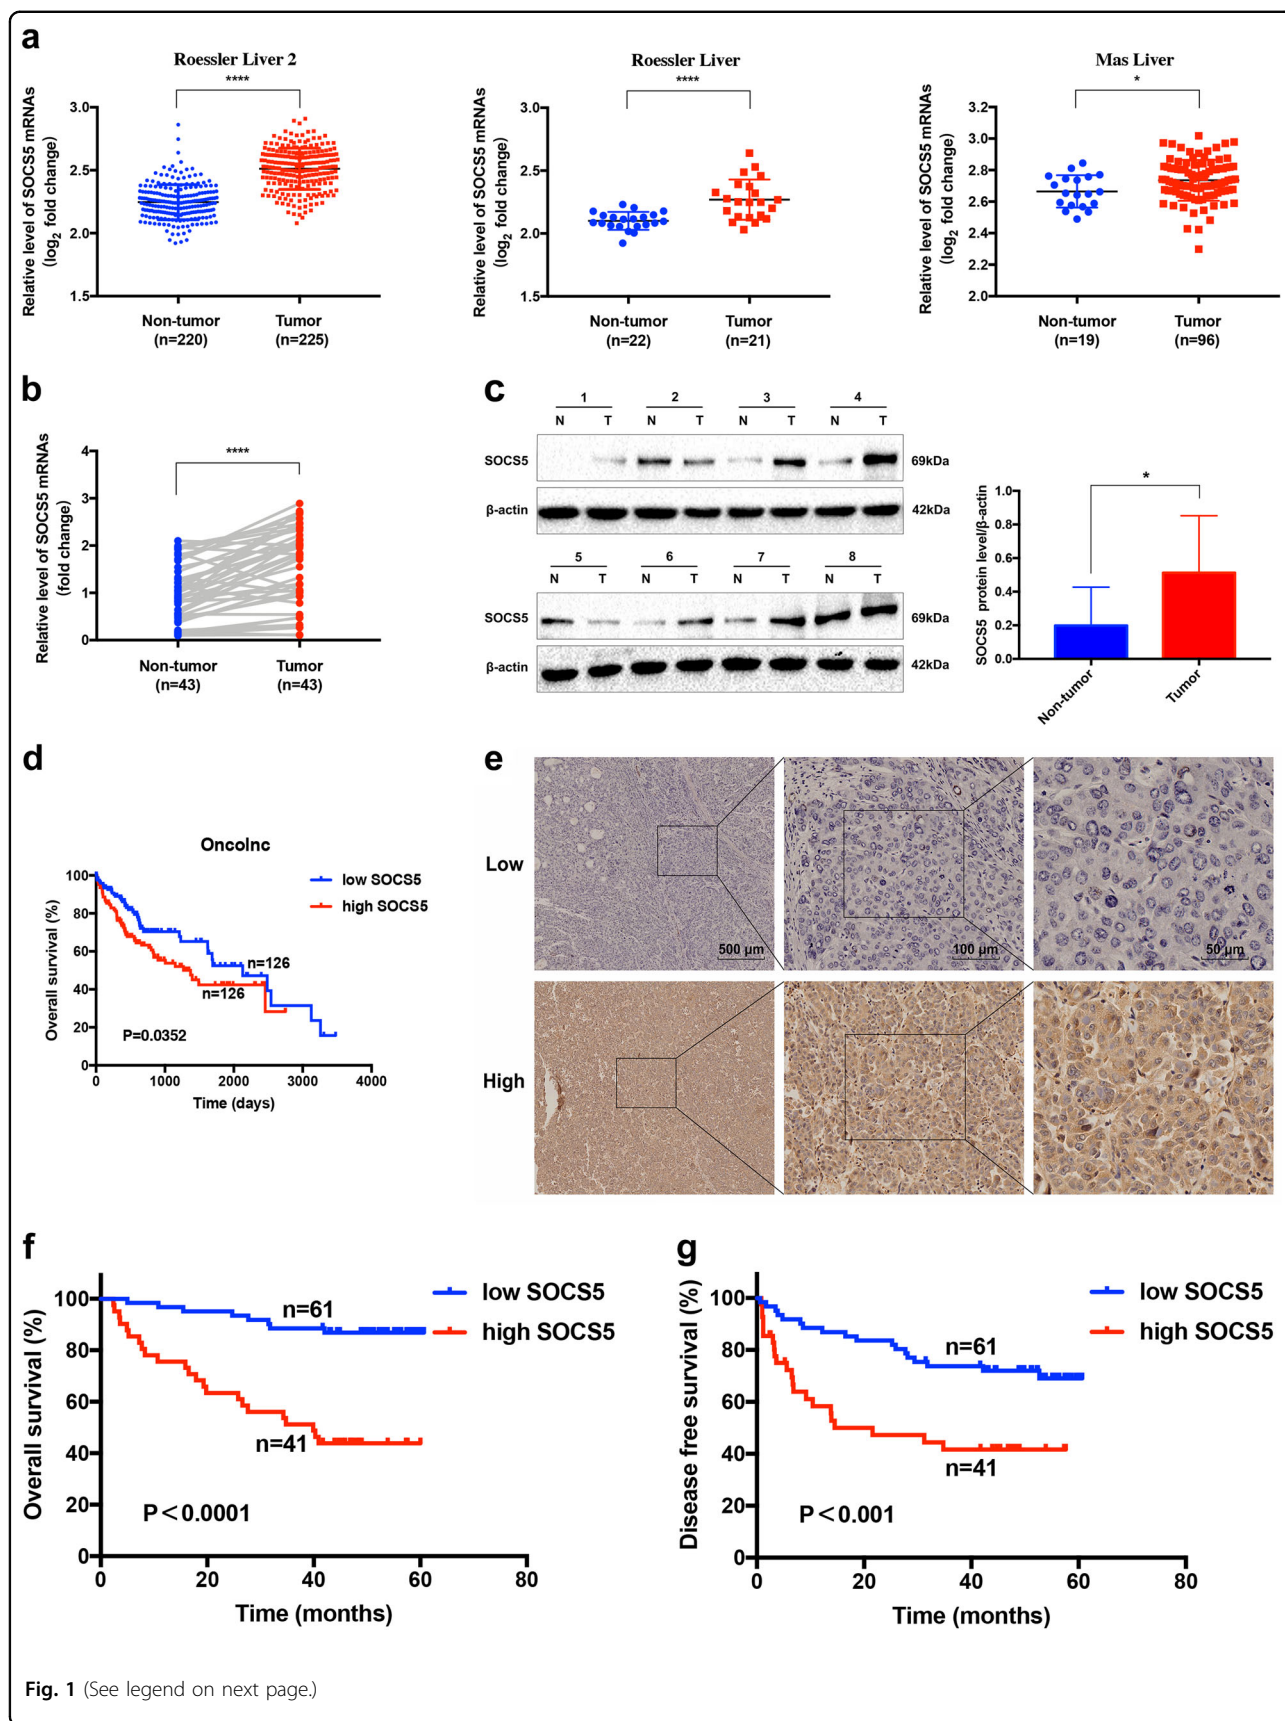 a
Roessler Liver 2
****
Relative level of SOCS5 mRNAs
(log2 fold change)
3.0
2.5
2.0
1.5
Non-tumor
(n=220)
Tumor
(n=225)
Roessler Liver
****
Relative level of SOCS5 mRNAs
(log2 fold change)
3.0
2.5
2.0
1.5
Non-tumor
(n=22)
Tumor
(n=21)
Mas Liver
*
Relative level of SOCS5 mRNAs
(log2 fold change)
3.2
3.0
2.8
2.6
2.4
2.2
2.0
Non-tumor
(n=19)
Tumor
(n=96)
b
Relative level of SOCS5 mRNAs
(fold change)
****
4
3
2
1
0
Non-tumor
(n=43)
Tumor
(n=43)
c
1 2 3 4
N T N T N T N T
SOCS5 69kDa
β-actin 42kDa
5 6 7 8
N T N T N T N T
SOCS5 69kDa
β-actin 42kDa
SOCS5 protein level/β-actin
*
1.0
0.8
0.6
0.4
0.2
0.0
Non-tumor
Tumor
d
OncoInc
low SOCS5
high SOCS5
Overall survival (%)
100
80
60
40
20
0
n=126
n=126
P=0.0352
0 1000 2000 3000 4000
Time (days)
e
Low
500 μm
100 μm
50 μm
High
f
low SOCS5
high SOCS5
Overall survival (%)
100
80
60
40
20
0
n=61
n=41
P<0.0001
0 20 40 60 80
Time (months)
g
low SOCS5
high SOCS5
Disease free survival (%)
100
80
60
40
20
0
n=61
n=41
P<0.001
0 20 40 60 80
Time (months)
Fig. 1 (See legend on next page.)